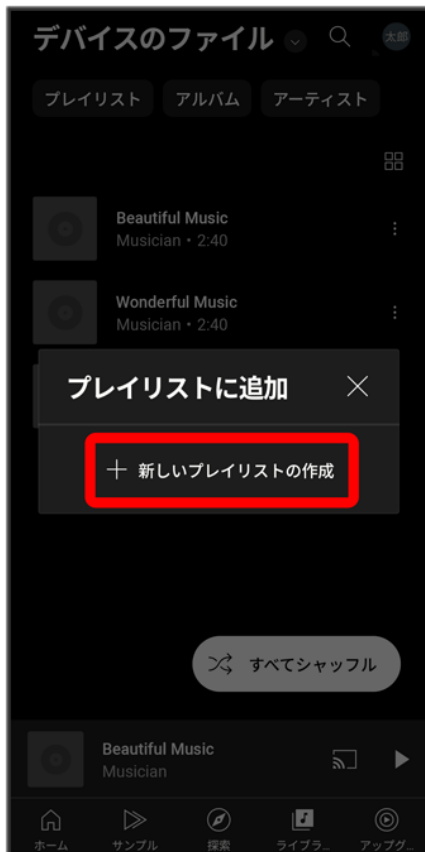 デバイスのファイル
太郎
プレイリスト アルバム アーティスト
Beautiful Music
Musician • 2:40
Wonderful Music
Musician • 2:40
プレイリストに追加
新しいプレイリストの作成
すべてシャッフル
Beautiful Music
Musician
ホーム サンプル 探索 ライブラ... アップグ...